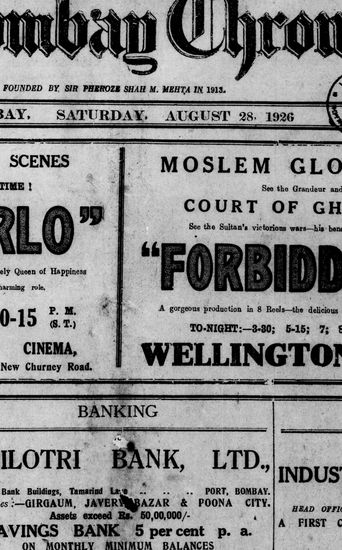 ombay Chron
FOUNDED BY SIR PHEROZE SHAH M. MEHTA IN 1913.
BAY, SATURDAY, AUGUST 28, 1926
SCENES
TIME !
RLO"
ely Queen of Happiness
harming role.
0-15 P. M. (S. T.)
CINEMA,
New Churney Road.
MOSLEM GLO
See the Grandeur and
COURT OF GH
See the Sultan's victorious wars—his bene
"FORBIDD
A gorgeous production in 8 Reels—the delicious
TO-NIGHT:—3-30; 5-15; 7; 8
WELLINGTON
BANKING
ILOTRI BANK, LTD.,
Bank Buildings, Tamarind .. .. .. PORT, BOMBAY.
es:—GIRGAUM, JAVERY BAZAR & POONA CITY.
Assets exceed Rs. 50,00,000/-
AVINGS BANK 5 per cent p. a.
ON MONTHLY MINIMUM BALANCES
INDUS
HEAD OFFIC
A FIRST C